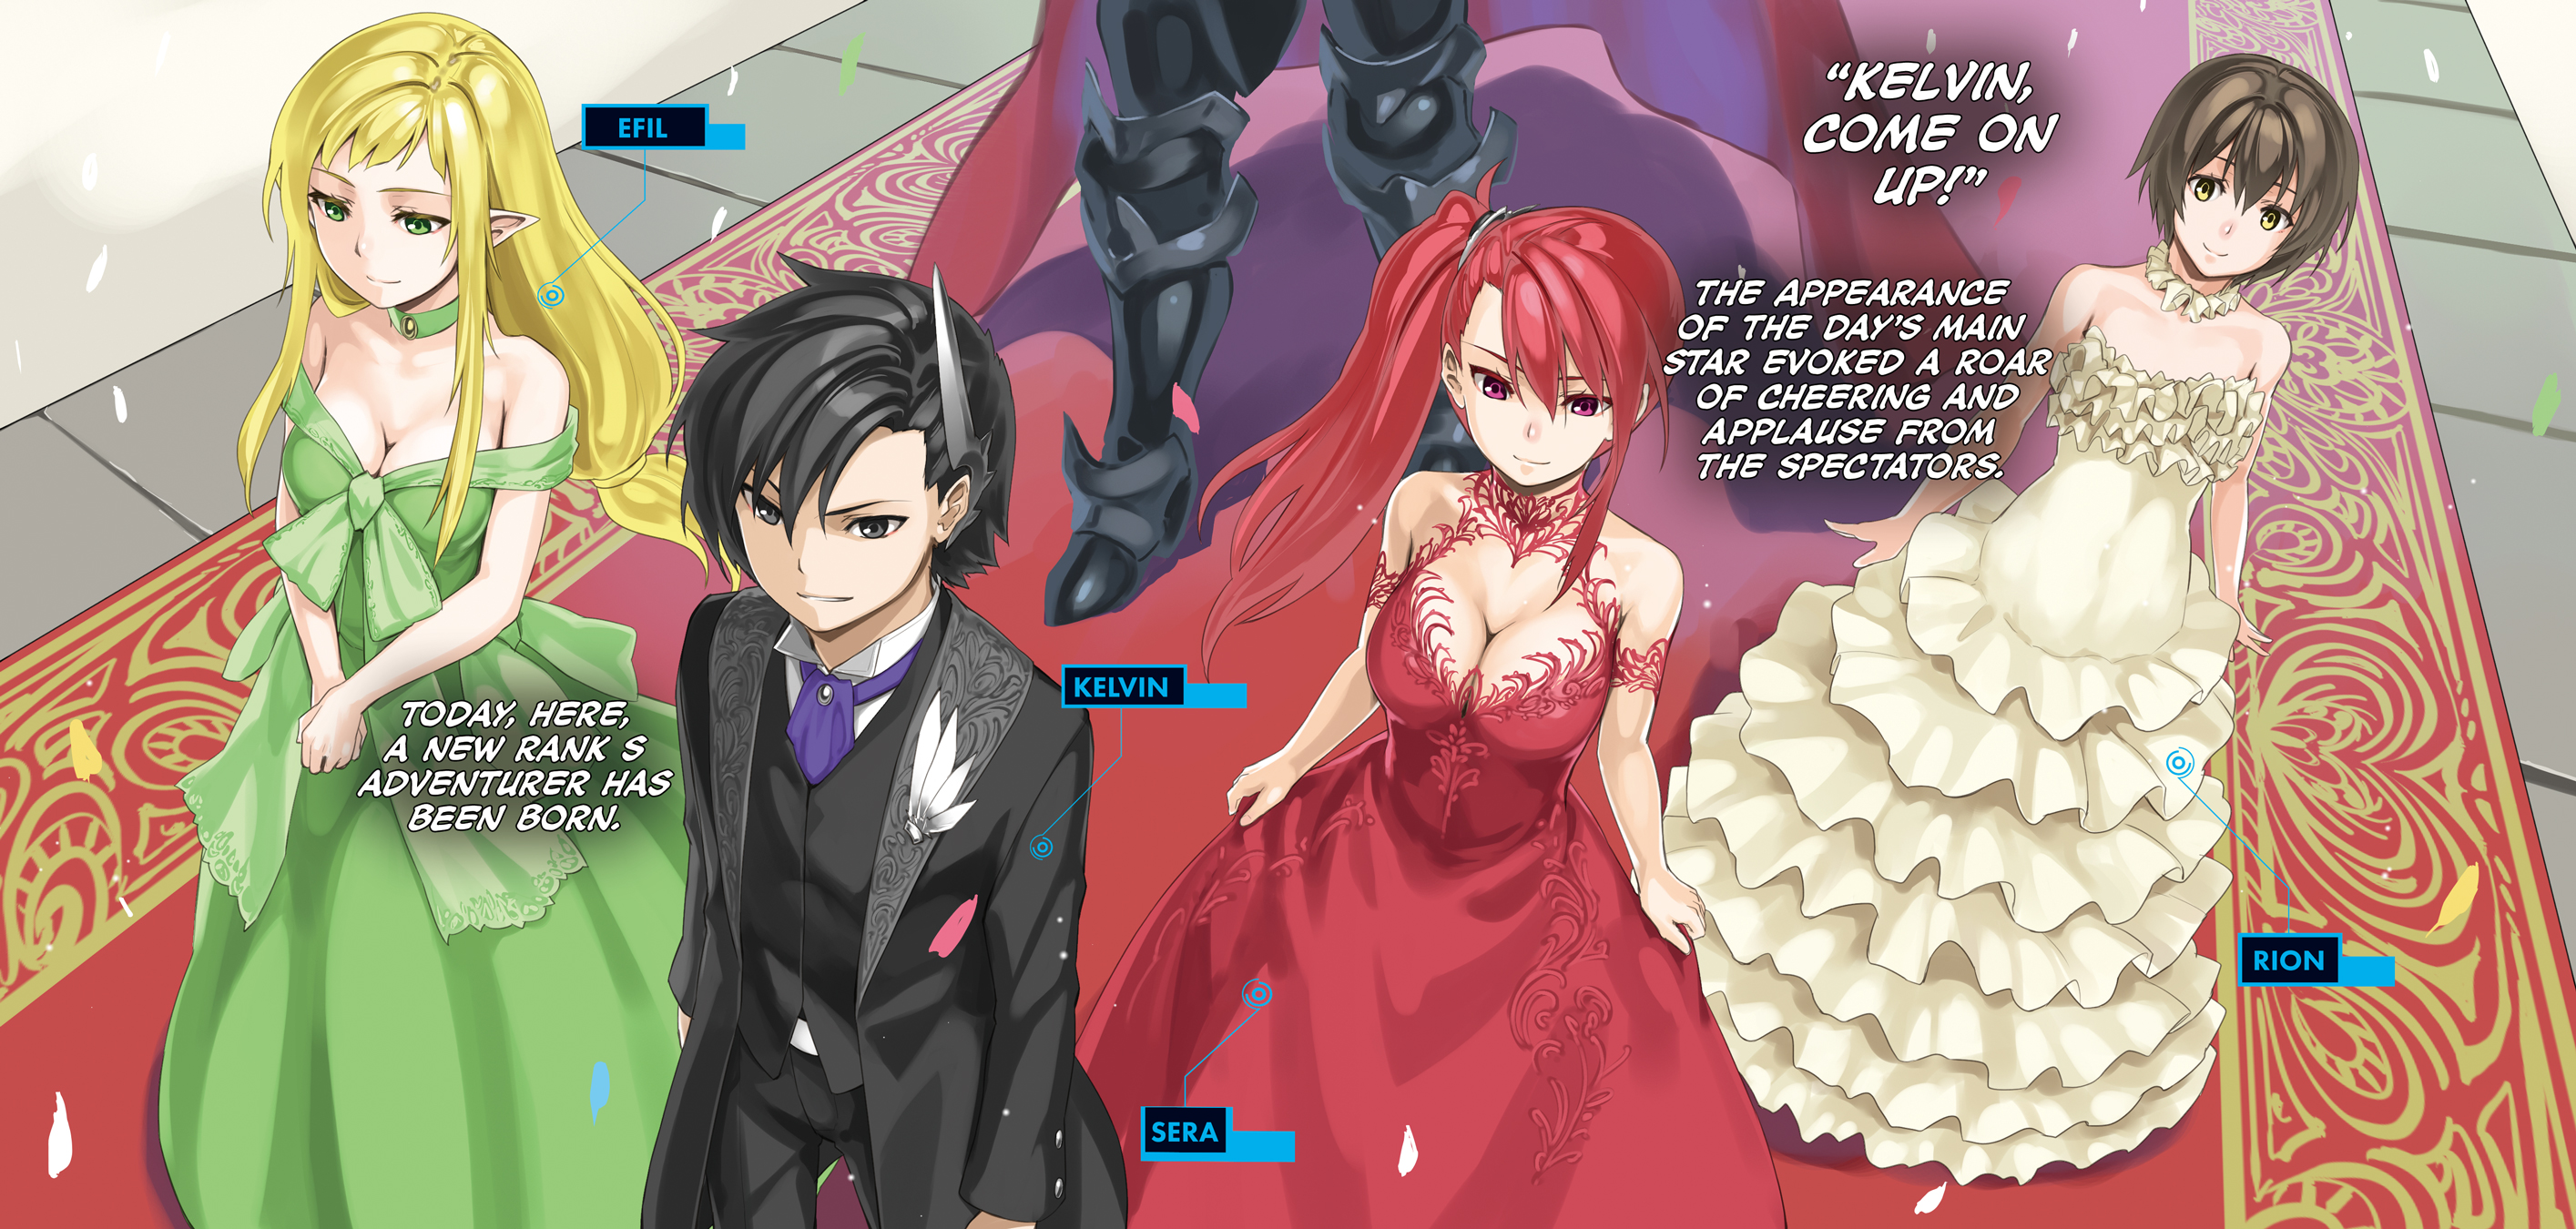 EFIL
"KELVIN,
COME ON
UP!"
THE APPEARANCE
OF THE DAY'S MAIN
STAR EVOKED A ROAR
OF CHEERING AND
APPLAUSE FROM
THE SPECTATORS.
KELVIN
TODAY, HERE,
A NEW RANK S
ADVENTURER HAS
BEEN BORN.
RION
SERA